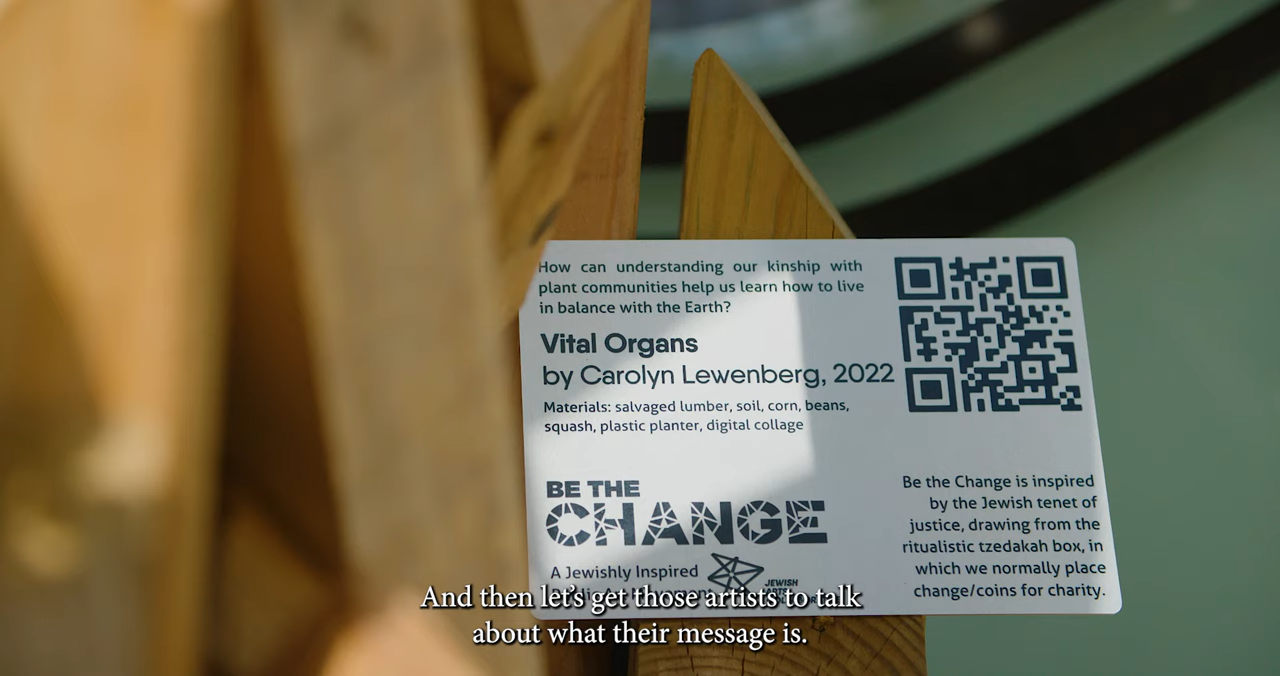 How can understanding our kinship with
plant communities help us learn how to live
in balance with the Earth?
Vital Organs
by Carolyn Lewenberg, 2022
Materials: salvaged lumber, soil, corn, beans,
squash, plastic planter, digital collage
BE THE
CHANGE
A Jewishly Inspired
JEWISH
Be the Change is inspired
by the Jewish tenet of
justice, drawing from the
ritualistic tzedakah box, in
which we normally place
change/coins for charity.
And then let's get those artists to talk
about what their message is.